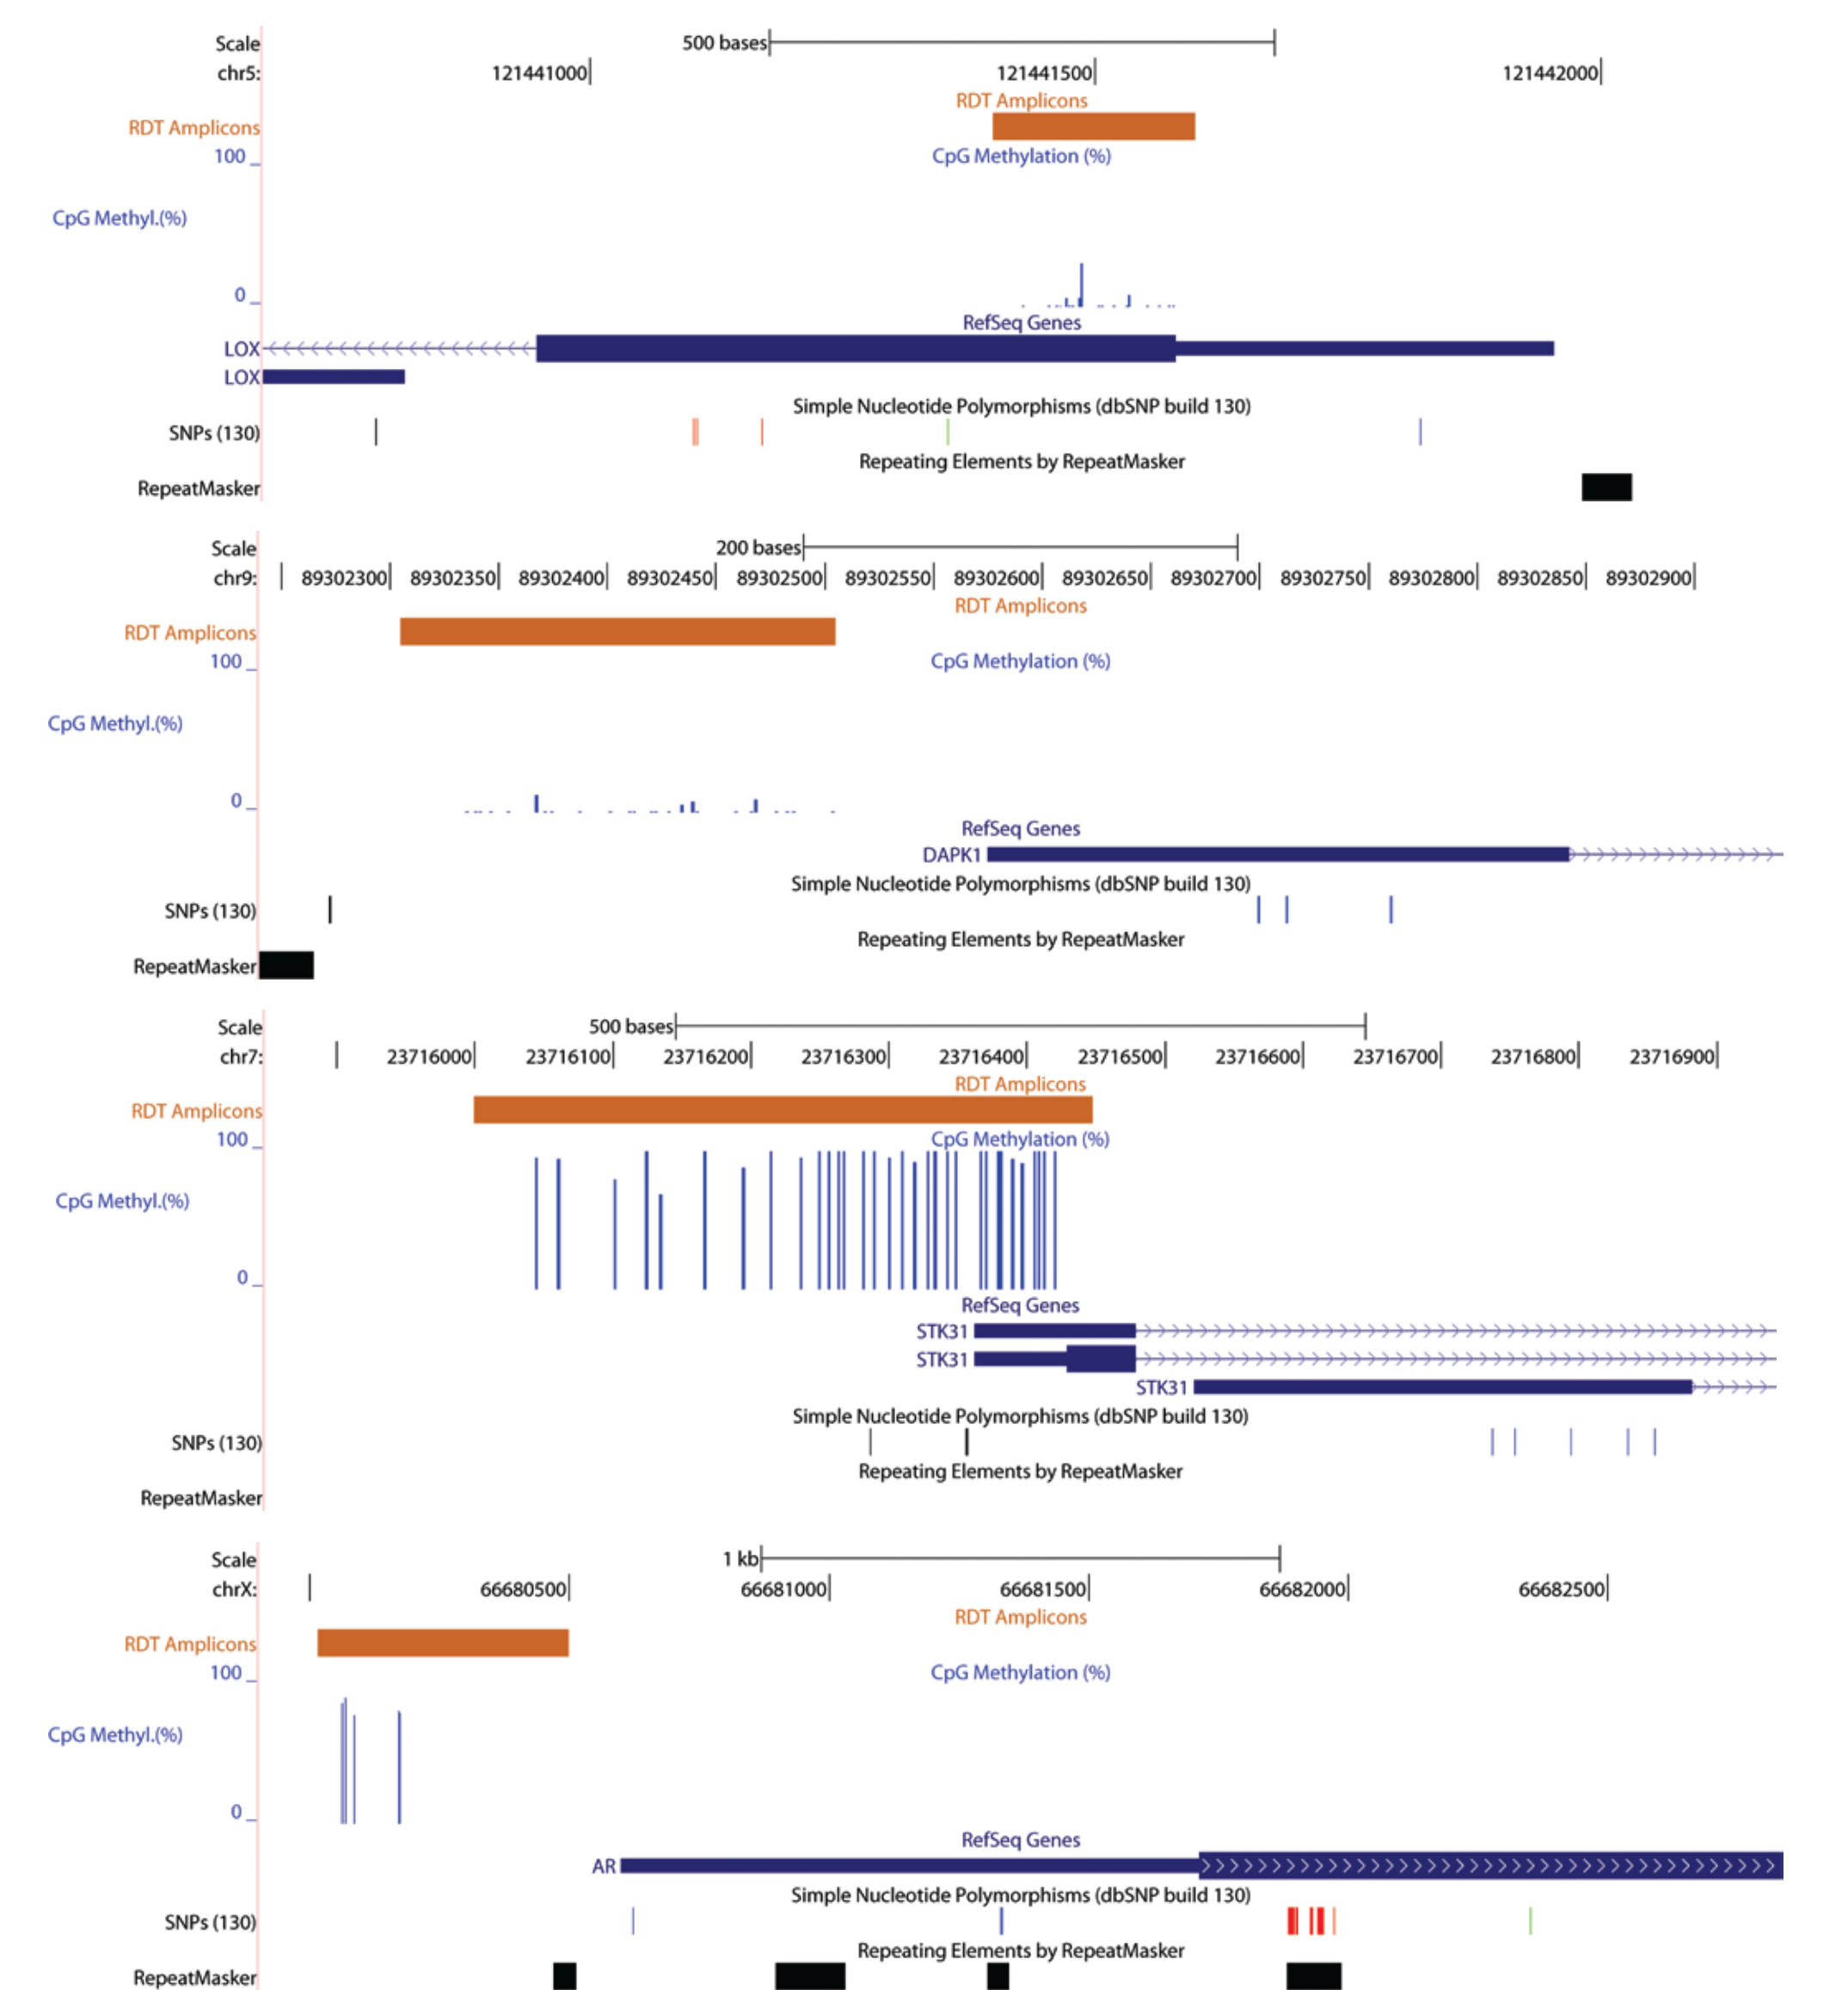 Scale 500 bases
chr5: 121441000 121441500 121442000
RDT Amplicons
RDT Amplicons
100 CpG Methylation (%)
CpG Methyl.(%)
0
RefSeq Genes
LOX
LOX
Simple Nucleotide Polymorphisms (dbSNP build 130)
SNPs (130)
Repeating Elements by RepeatMasker
RepeatMasker
Scale 200 bases
chr9: 89302300 89302350 89302400 89302450 89302500 89302550 89302600 89302650 89302700 89302750 89302800 89302850 89302900
RDT Amplicons
RDT Amplicons
100 CpG Methylation (%)
CpG Methyl.(%)
0
RefSeq Genes
DAPK1
Simple Nucleotide Polymorphisms (dbSNP build 130)
SNPs (130)
Repeating Elements by RepeatMasker
RepeatMasker
Scale 500 bases
chr7: 23716000 23716100 23716200 23716300 23716400 23716500 23716600 23716700 23716800 23716900
RDT Amplicons
RDT Amplicons
100 CpG Methylation (%)
CpG Methyl.(%)
0
RefSeq Genes
STK31
STK31
STK31
Simple Nucleotide Polymorphisms (dbSNP build 130)
SNPs (130)
Repeating Elements by RepeatMasker
RepeatMasker
Scale 1 kb
chrX: 66680500 66681000 66681500 66682000 66682500
RDT Amplicons
RDT Amplicons
100 CpG Methylation (%)
CpG Methyl.(%)
0
RefSeq Genes
AR
Simple Nucleotide Polymorphisms (dbSNP build 130)
SNPs (130)
Repeating Elements by RepeatMasker
RepeatMasker